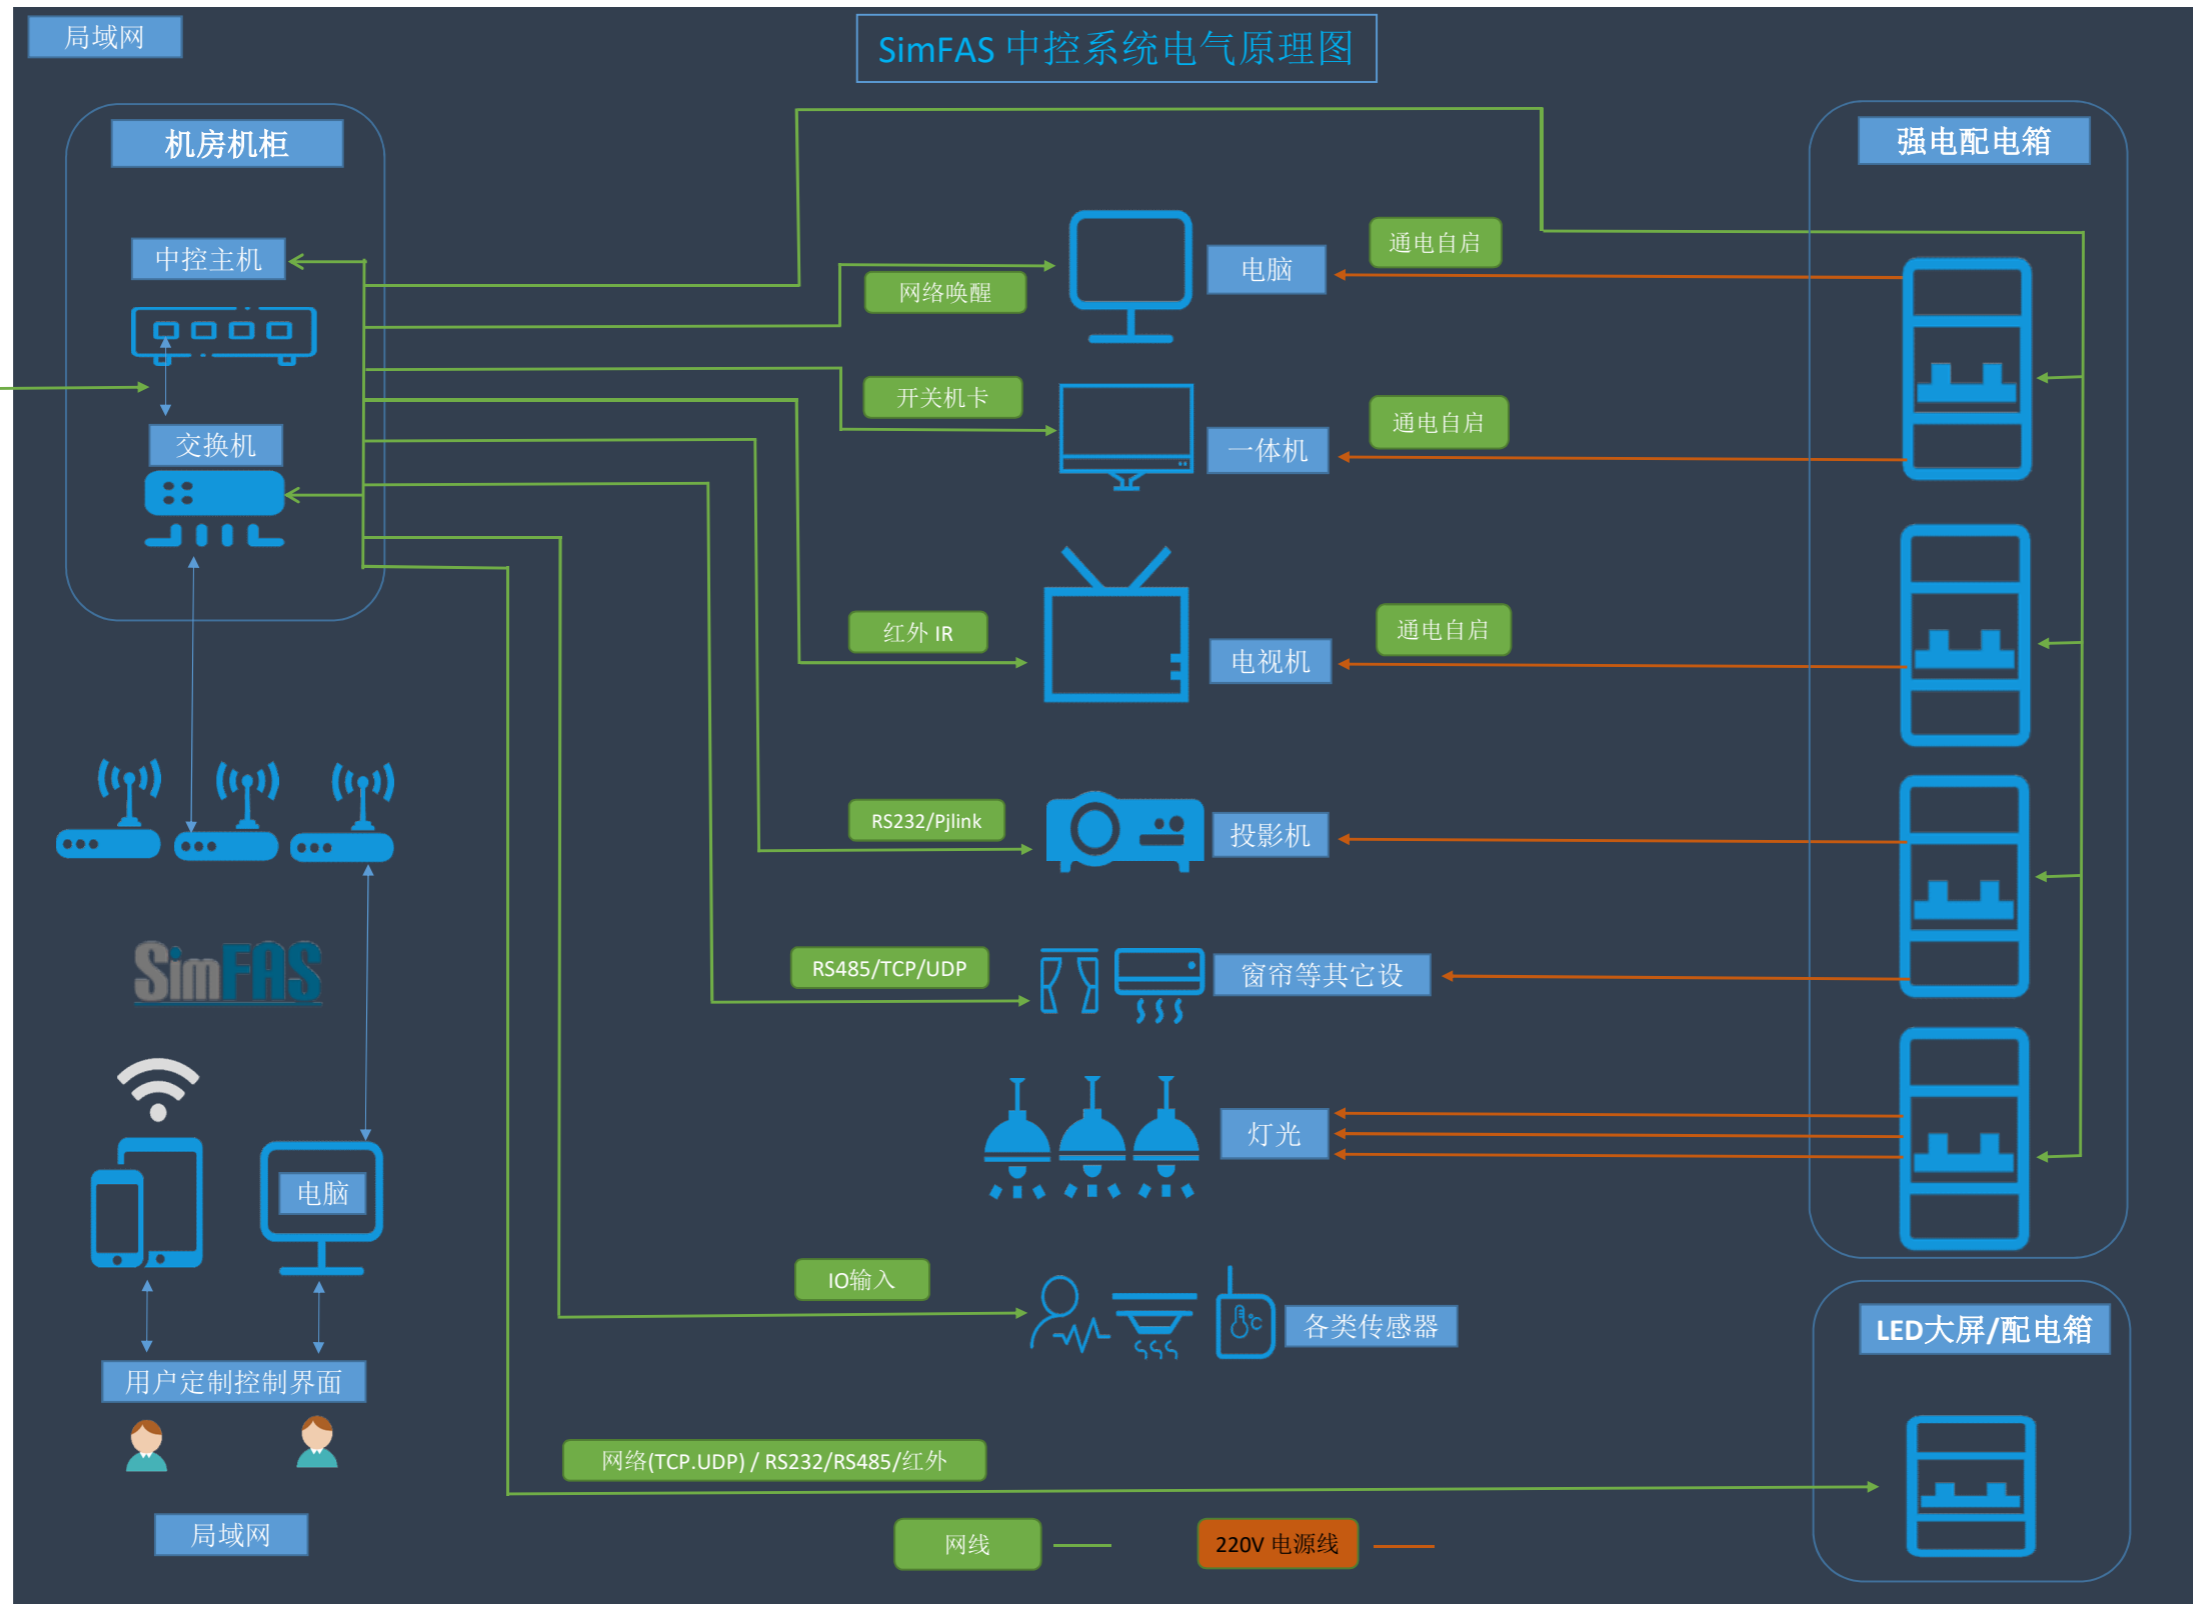 局域网
SimFAS 中控系统电气原理图
机房机柜
强电配电箱
中控主机
通电自启
电脑
网络唤醒
开关机卡
通电自启
一体机
交换机
红外 IR
通电自启
电视机
RS232/Pjlink
投影机
SimFAS
RS485/TCP/UDP
窗帘等其它设
灯光
电脑
IO输入
°C
各类传感器
LED大屏/配电箱
用户定制控制界面
网络(TCP.UDP) / RS232/RS485/红外
局域网
网线
220V 电源线